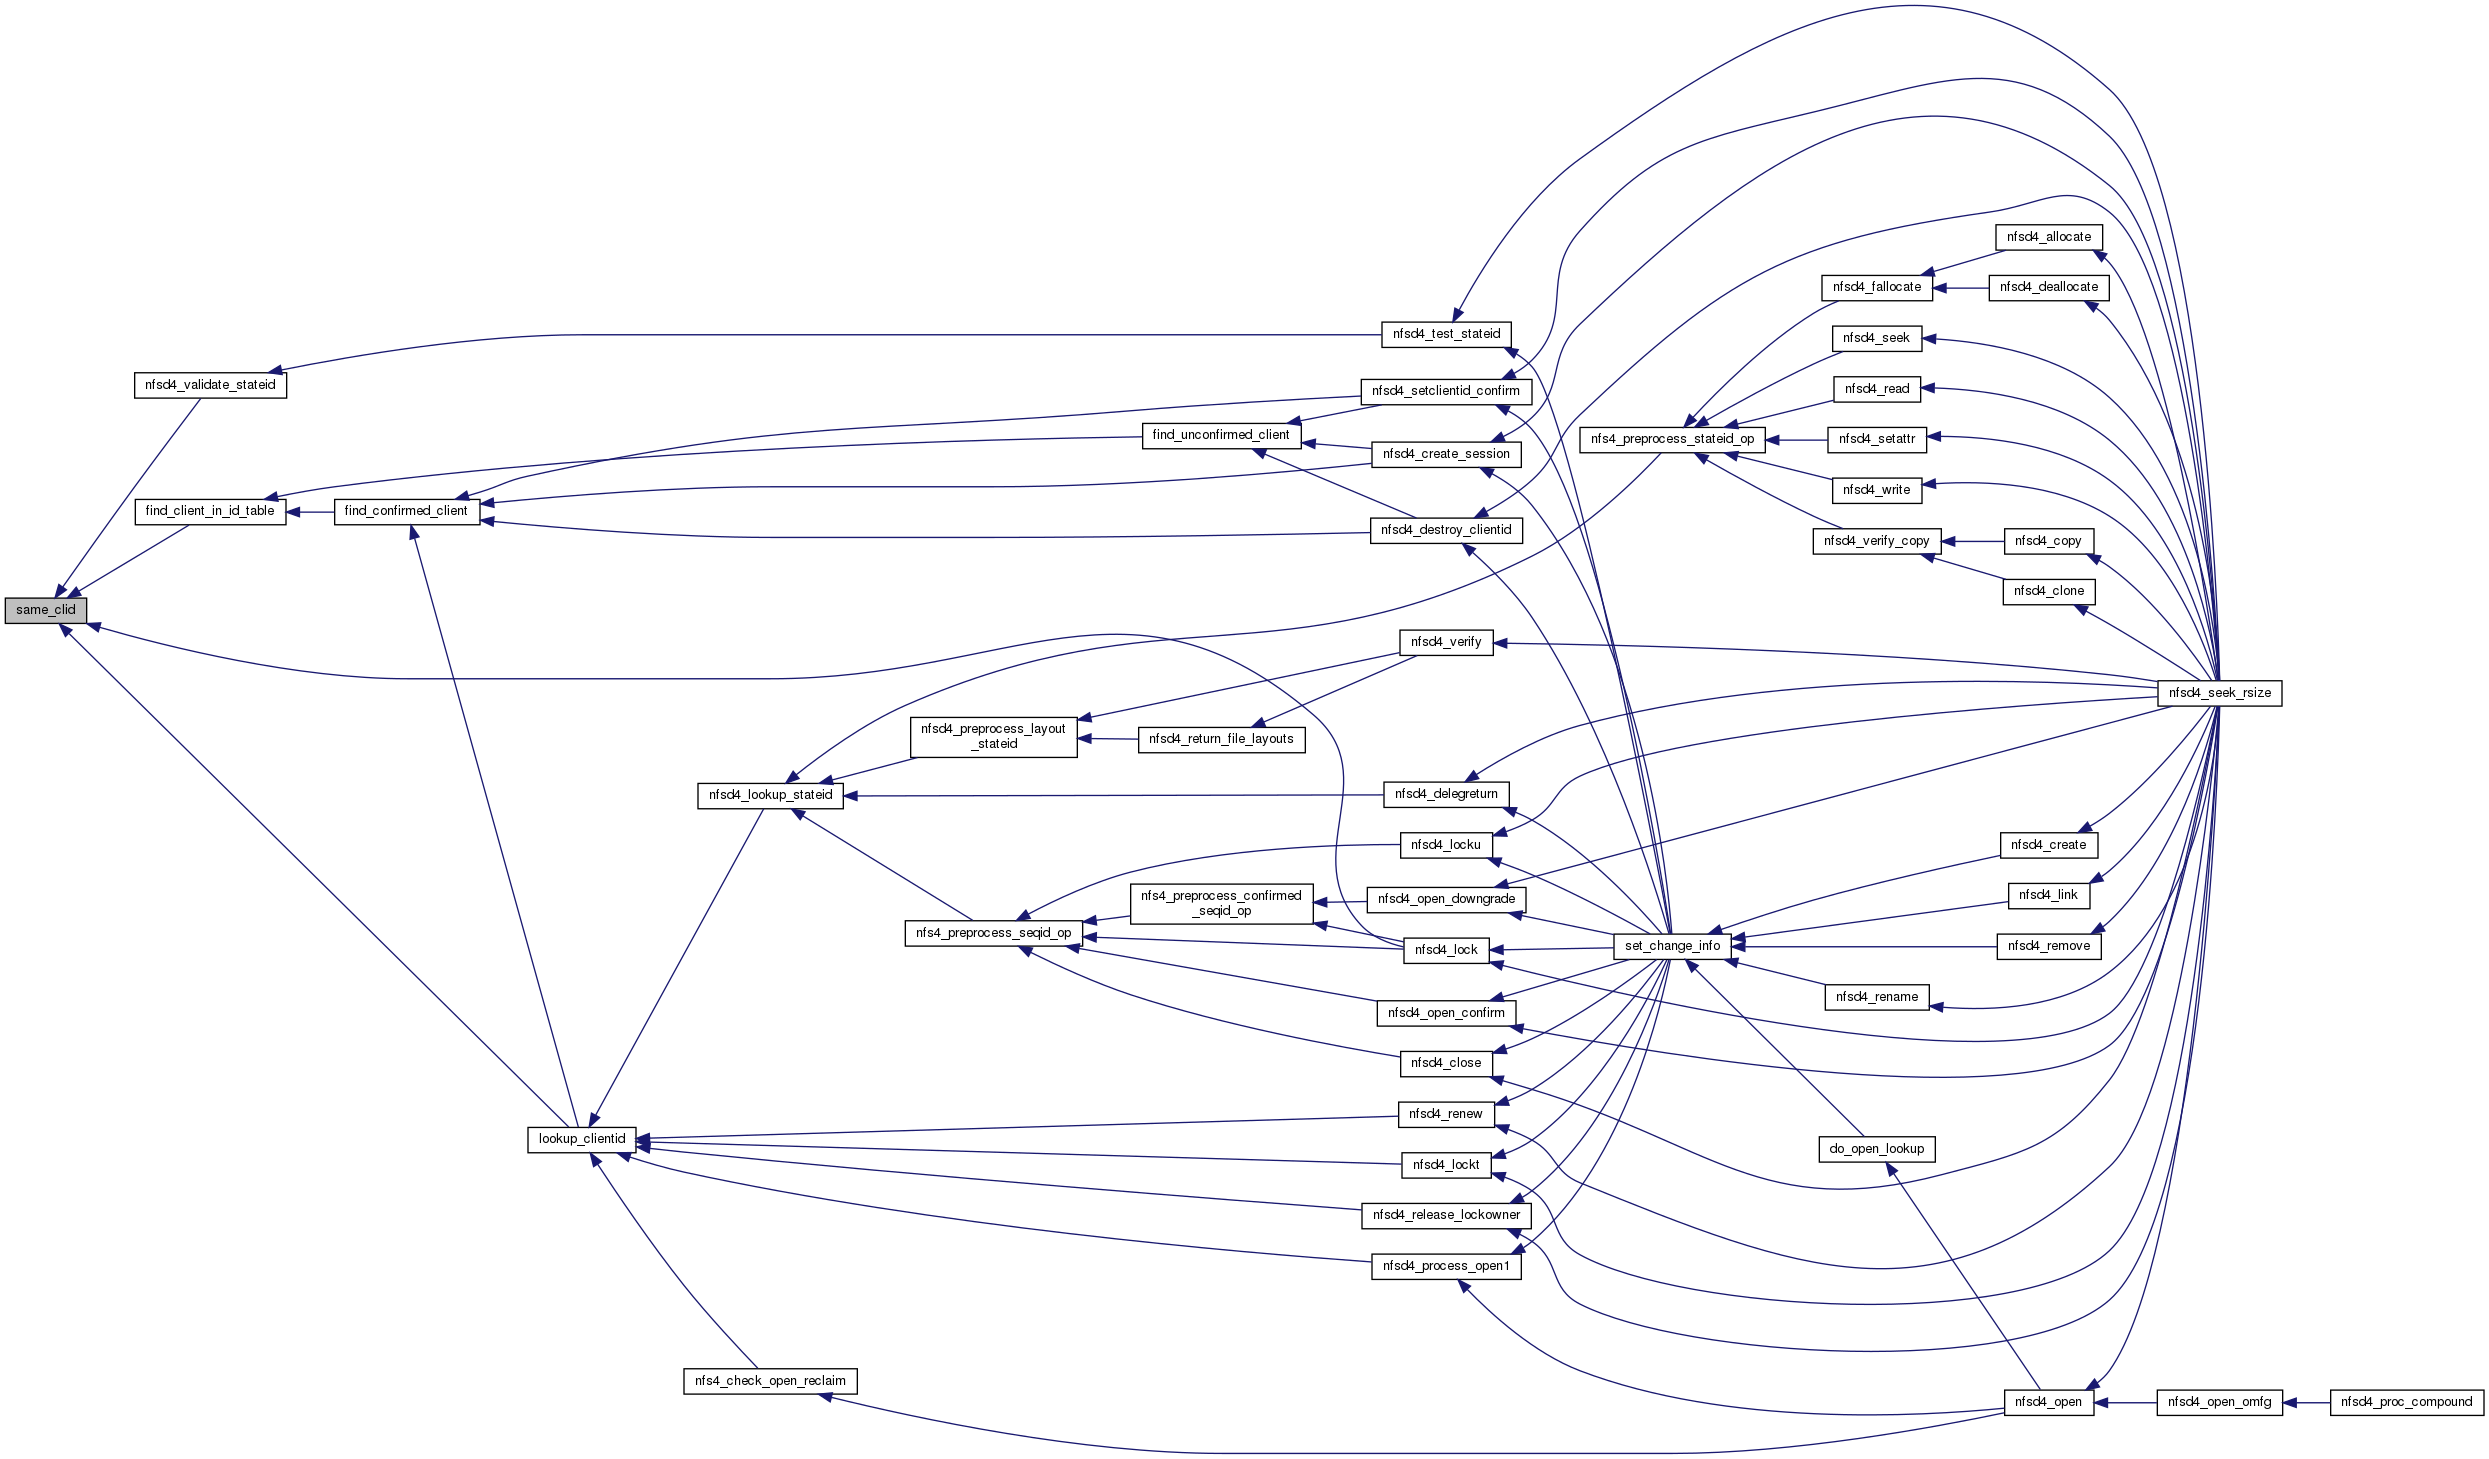 same_clid
nfsd4_validate_stateid
find_client_in_id_table
find_confirmed_client
lookup_clientid
nfsd4_lookup_stateid
nfs4_check_open_reclaim
nfsd4_preprocess_layout
_stateid
nfs4_preprocess_seqid_op
find_unconfirmed_client
nfsd4_return_file_layouts
nfs4_preprocess_confirmed
_seqid_op
nfsd4_test_stateid
nfsd4_setclientid_confirm
nfsd4_create_session
nfsd4_destroy_clientid
nfsd4_verify
nfsd4_delegreturn
nfsd4_locku
nfsd4_open_downgrade
nfsd4_lock
nfsd4_open_confirm
nfsd4_close
nfsd4_renew
nfsd4_lockt
nfsd4_release_lockowner
nfsd4_process_open1
nfs4_preprocess_stateid_op
set_change_info
nfsd4_fallocate
nfsd4_seek
nfsd4_read
nfsd4_setattr
nfsd4_write
nfsd4_verify_copy
nfsd4_rename
do_open_lookup
nfsd4_allocate
nfsd4_deallocate
nfsd4_copy
nfsd4_clone
nfsd4_create
nfsd4_link
nfsd4_remove
nfsd4_open
nfsd4_seek_rsize
nfsd4_open_omfg
nfsd4_proc_compound